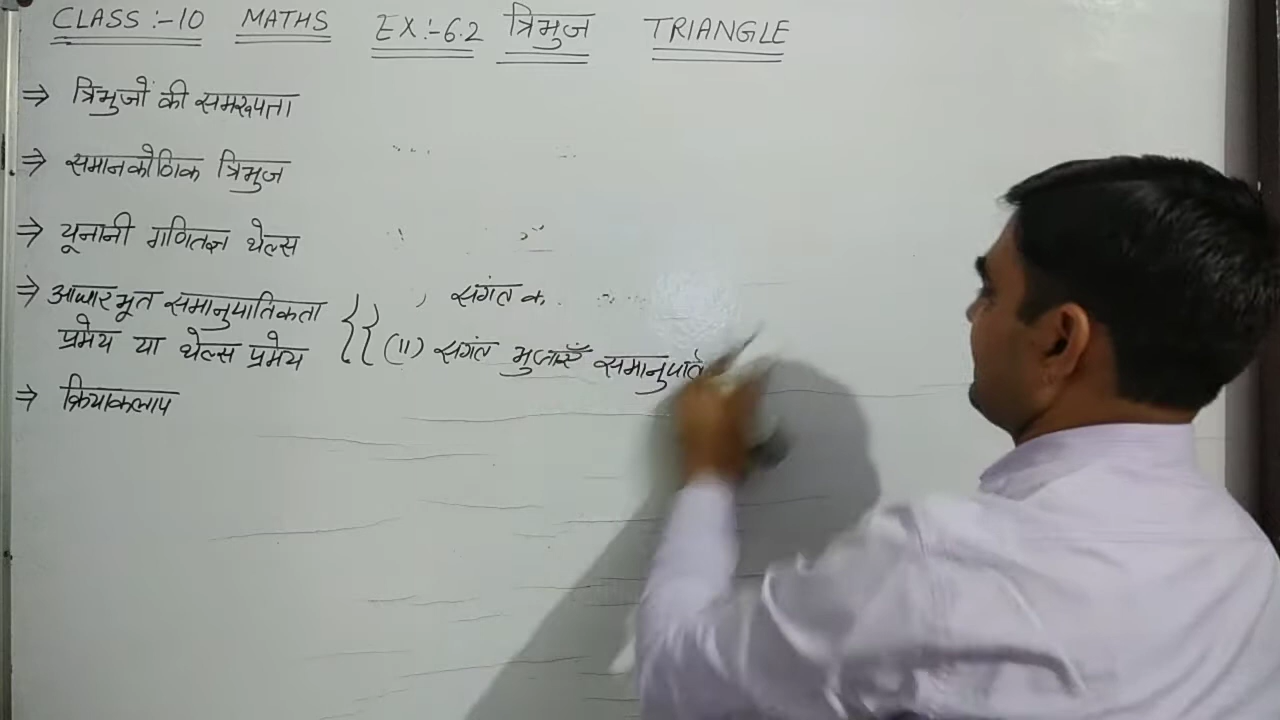 CLASS :- 10 MATHS EX :- 6.2 त्रिभुज TRIANGLE
⇒ त्रिभुजों की समरूपता
⇒ समानकोणिक त्रिभुज
⇒ यूनानी गणितज्ञ थेल्स
⇒ आधारभूत समानुपातिकता
प्रमेय या थेल्स प्रमेय
संगत क
(ii) सगंत भुजाएँ
⇒ क्रियाकलाप